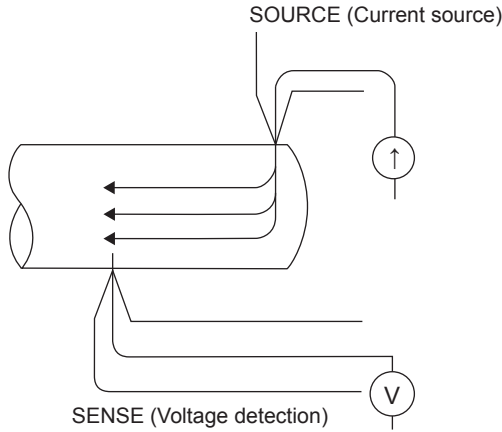 SOURCE (Current source)
↑
V
SENSE (Voltage detection)